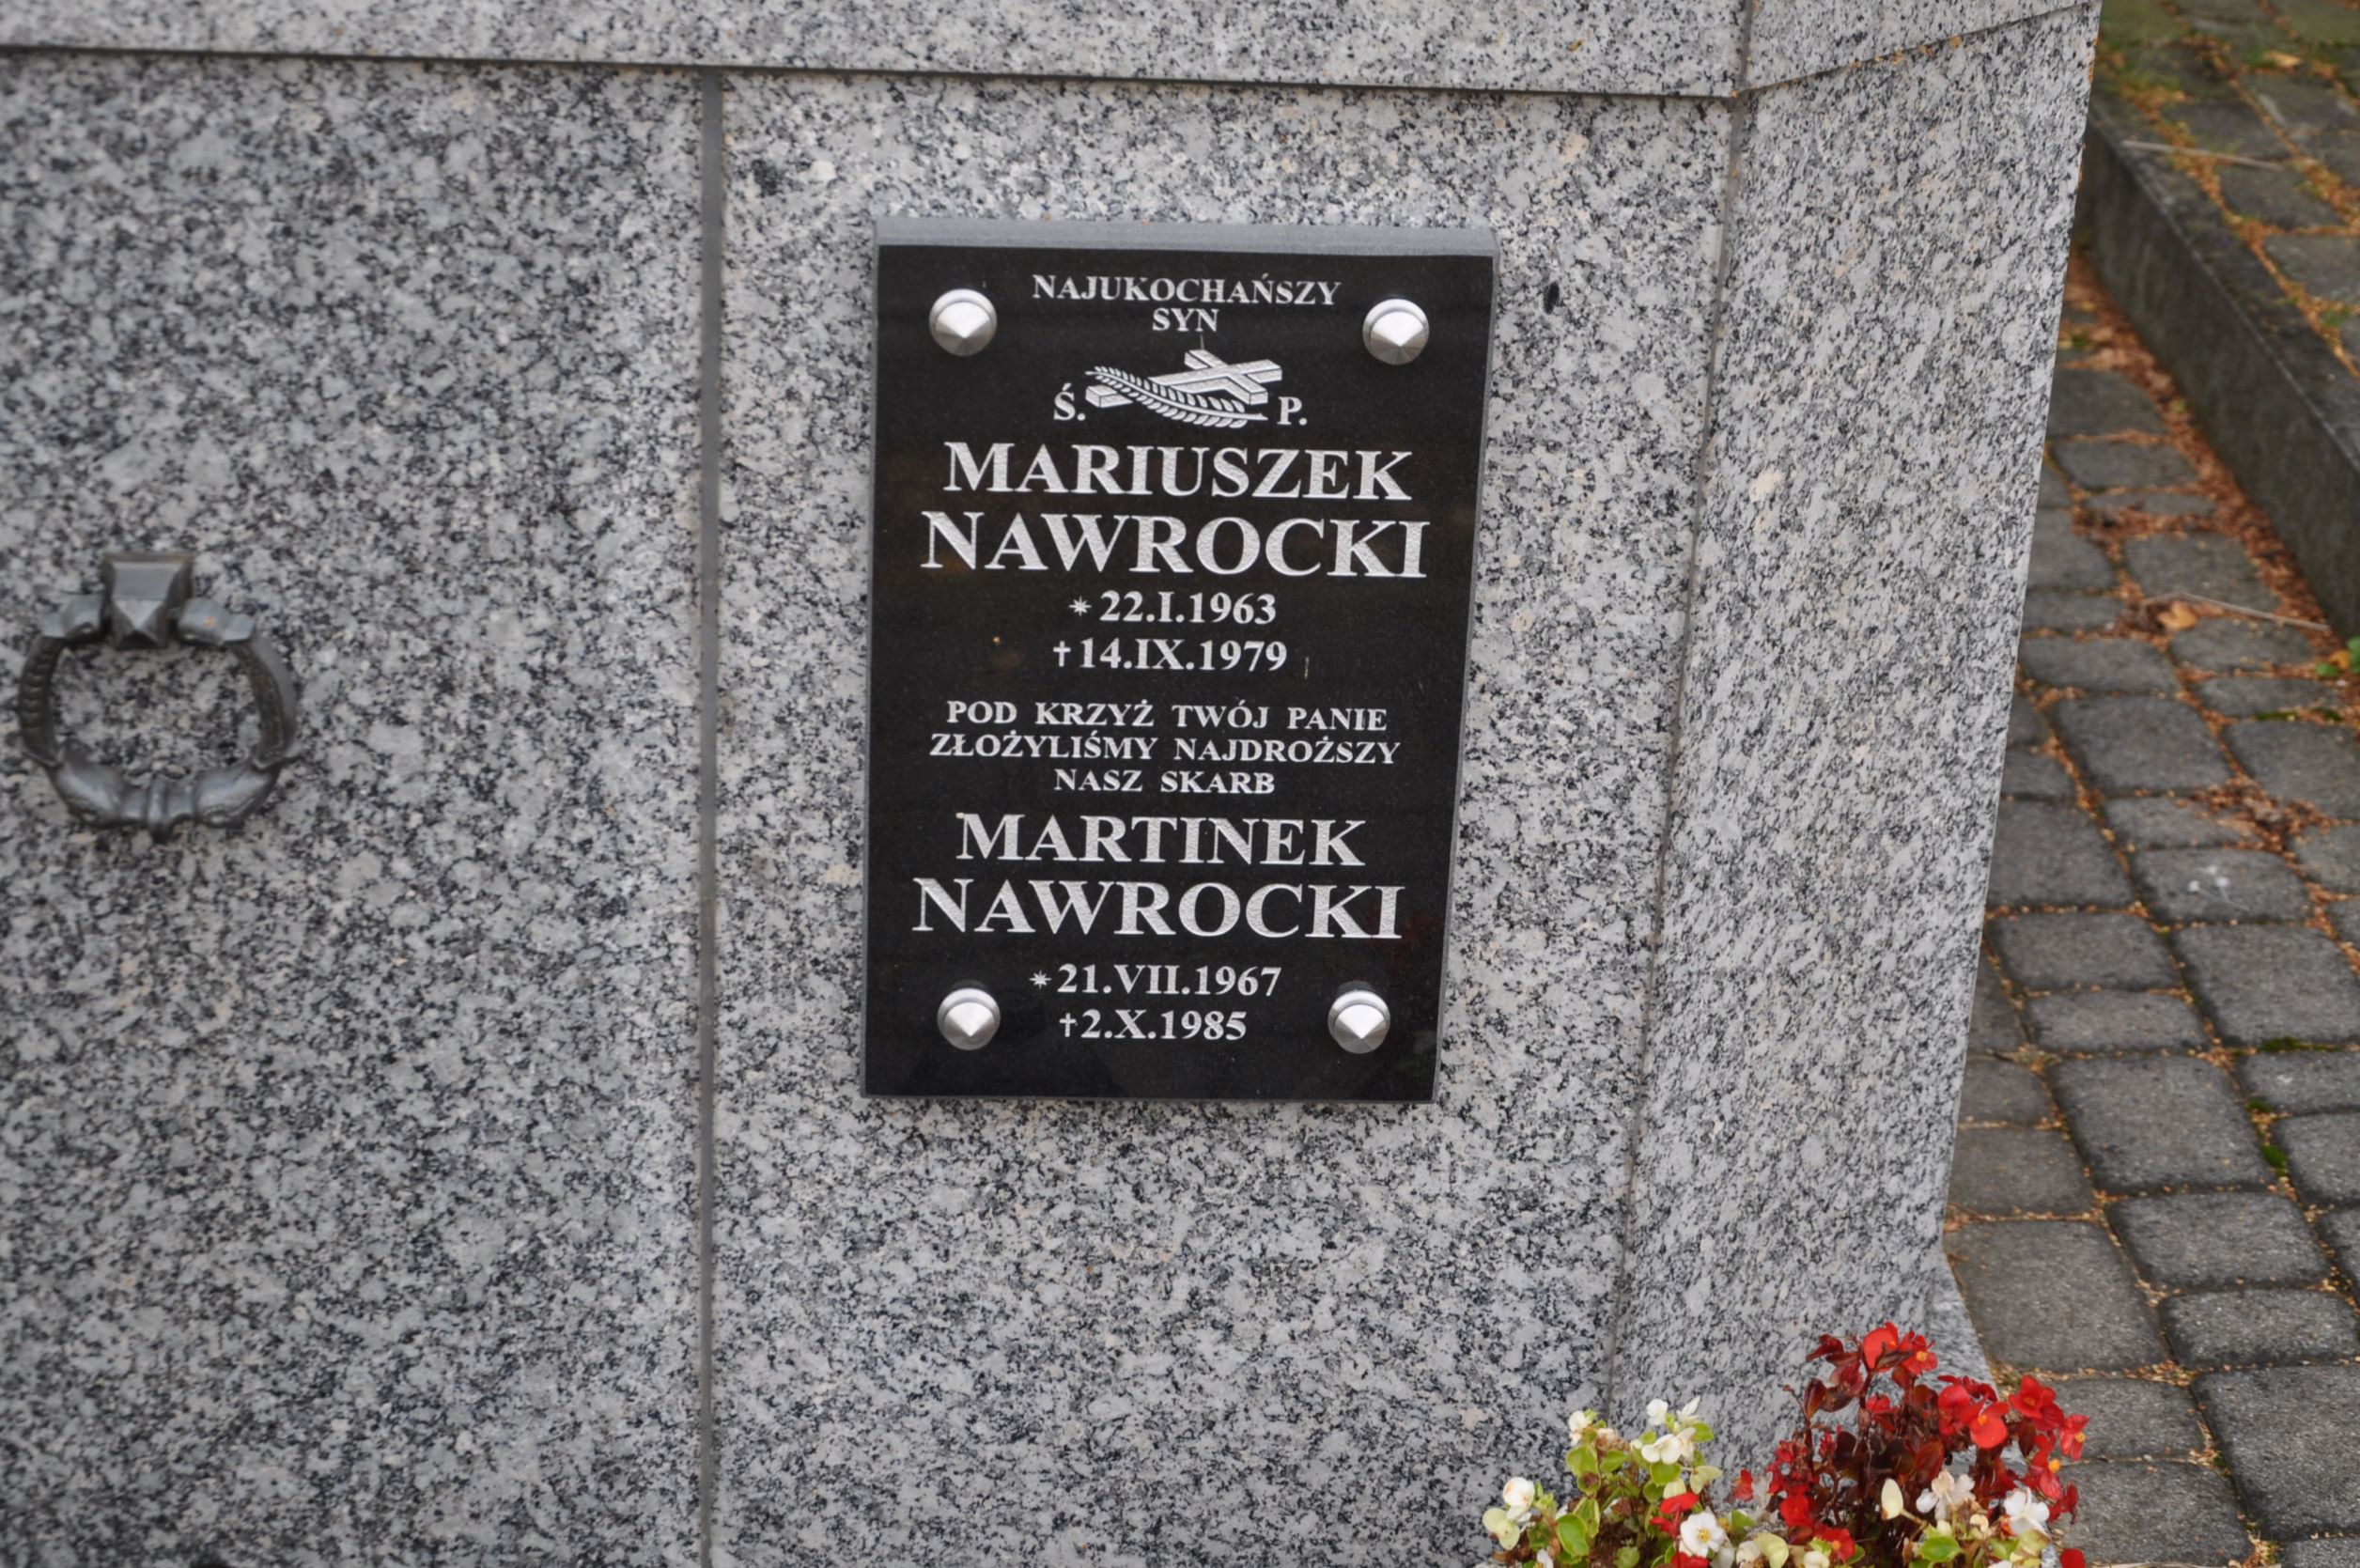 NAJUKOCHAŃSZY
SYN
Ś. P.
MARIUSZEK
NAWROCKI
* 22.I.1963
†14.IX.1979
POD KRZYŻ TWÓJ PANIE
ZŁOŻYLIŚMY NAJDROŻSZY
NASZ SKARB
MARTINEK
NAWROCKI
*21.VII.1967
†2.X.1985